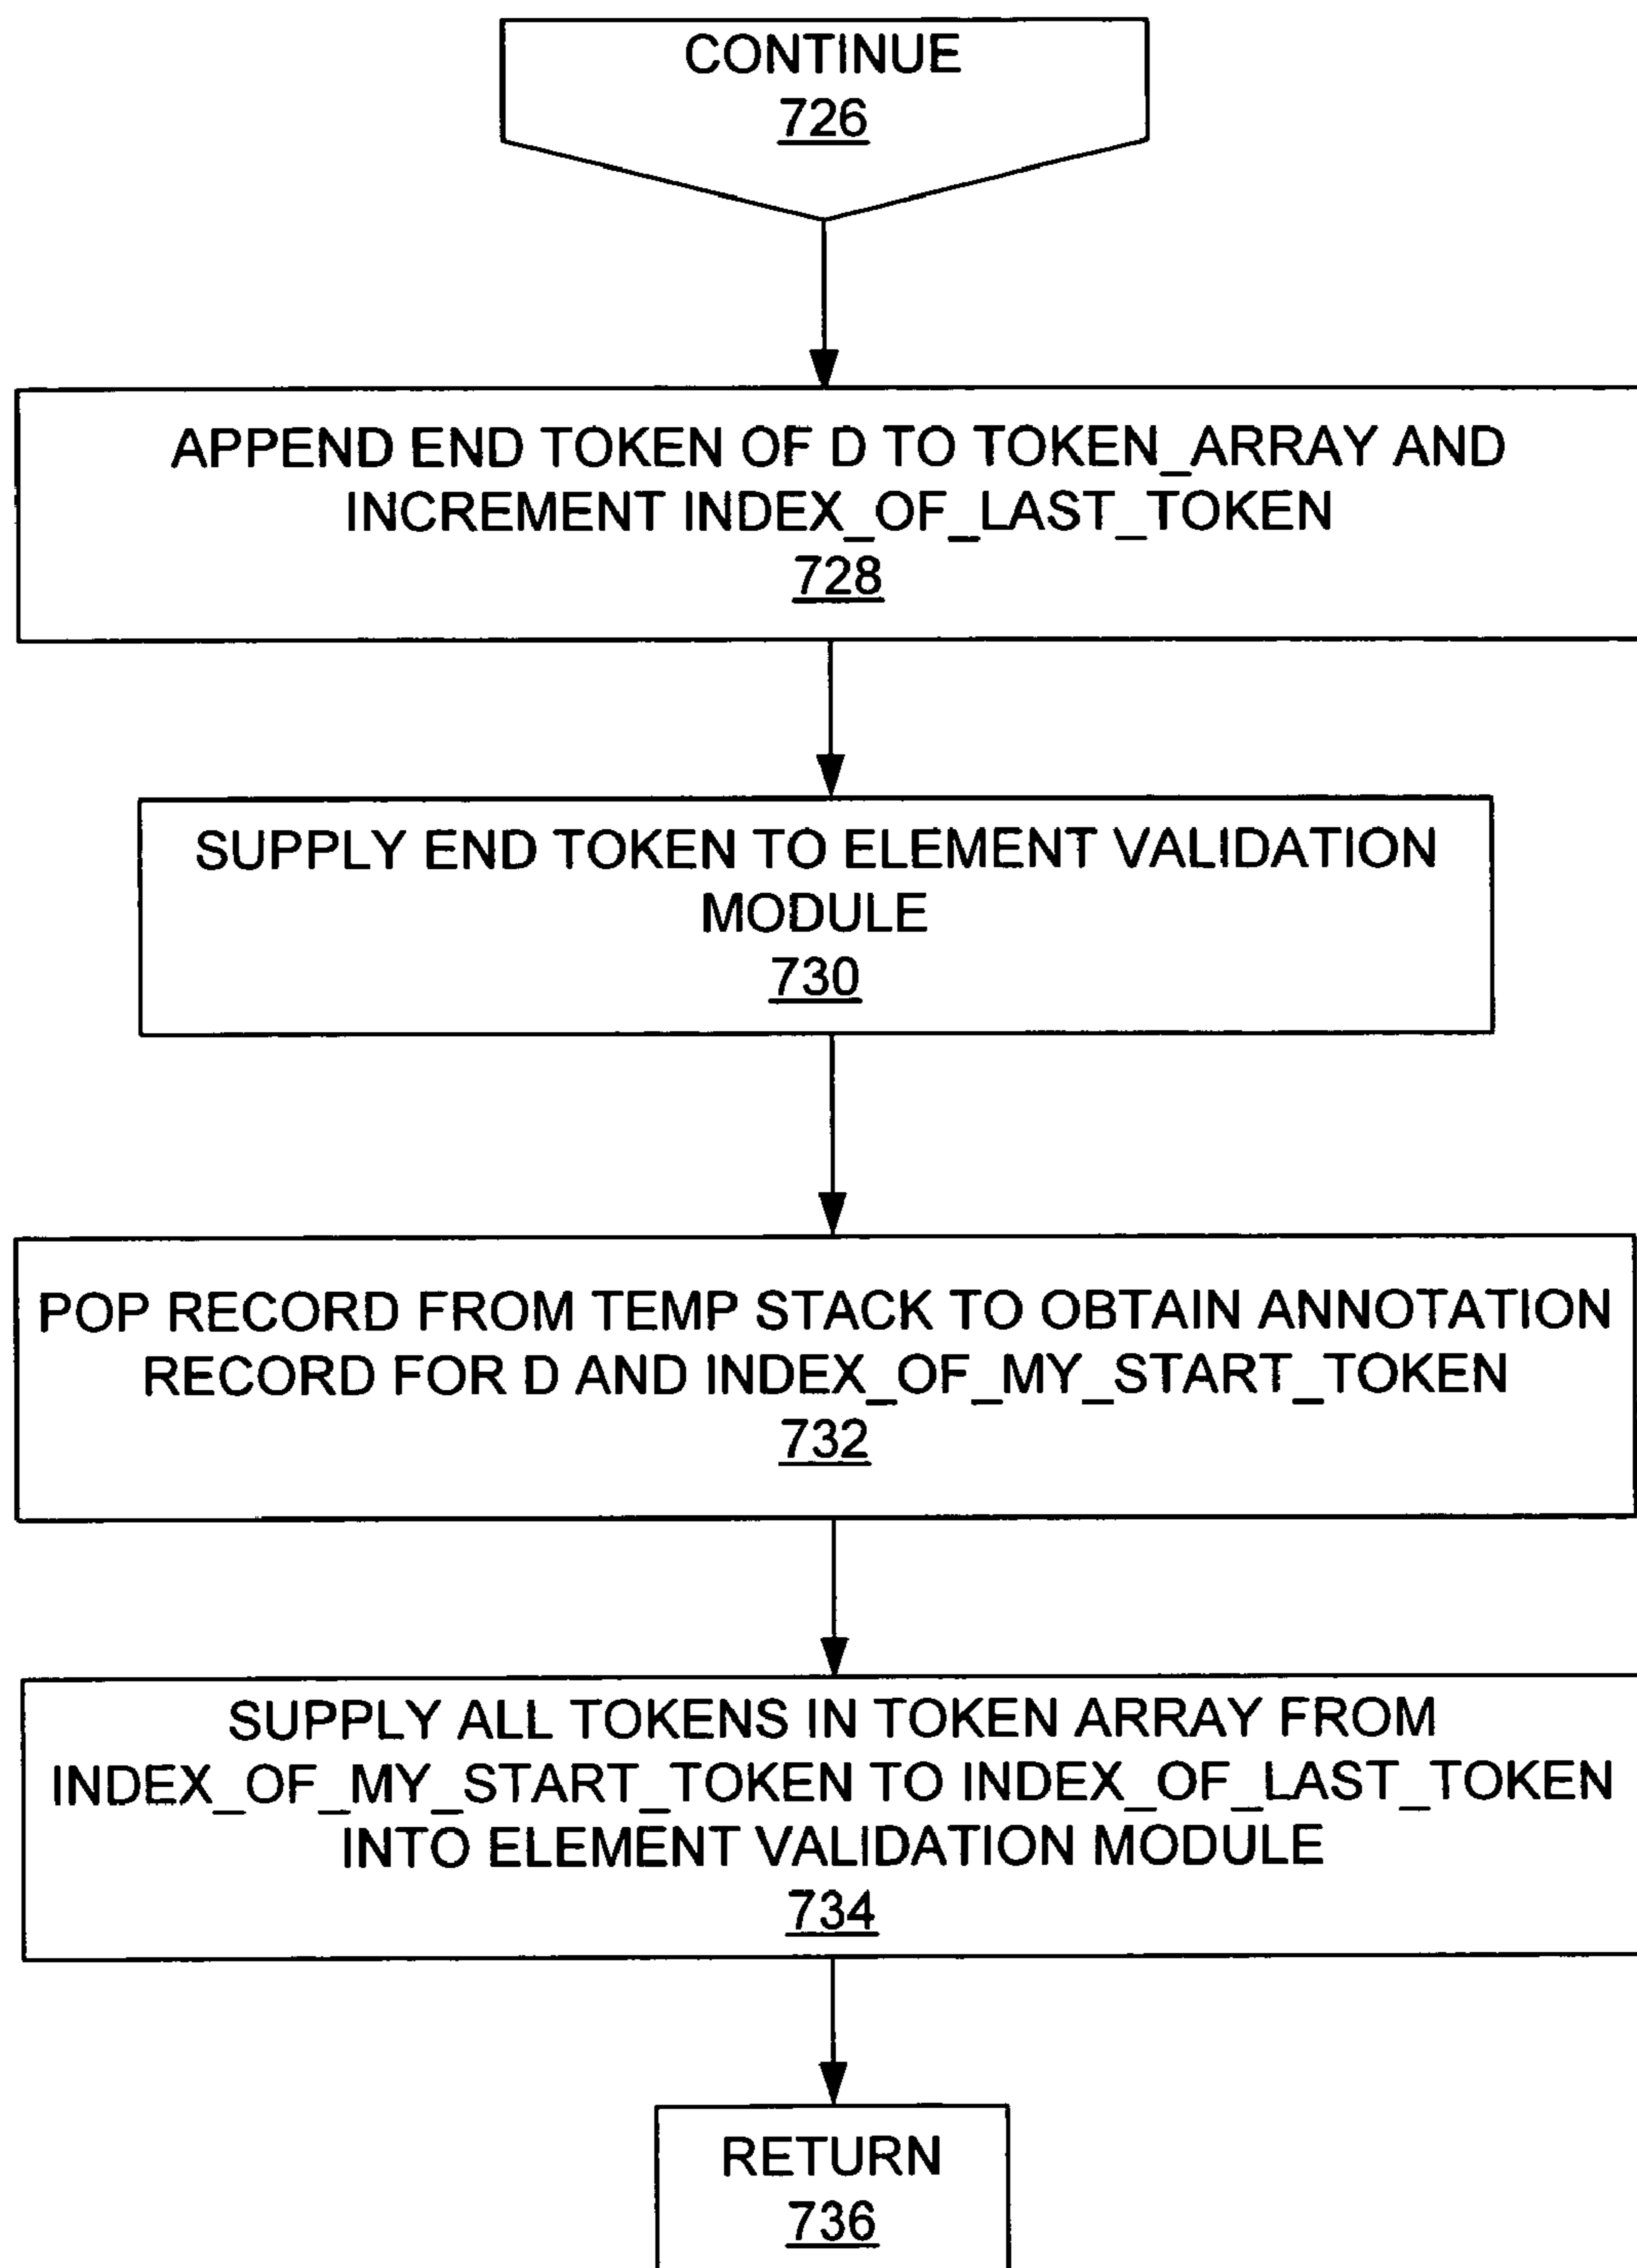 CONTINUE
726
APPEND END TOKEN OF D TO TOKEN_ARRAY AND
INCREMENT INDEX_OF_LAST_TOKEN
728
SUPPLY END TOKEN TO ELEMENT VALIDATION
MODULE
730
POP RECORD FROM TEMP STACK TO OBTAIN ANNOTATION
RECORD FOR D AND INDEX_OF_MY_START_TOKEN
732
SUPPLY ALL TOKENS IN TOKEN ARRAY FROM
INDEX_OF_MY_START_TOKEN TO INDEX_OF_LAST_TOKEN
INTO ELEMENT VALIDATION MODULE
734
RETURN
736